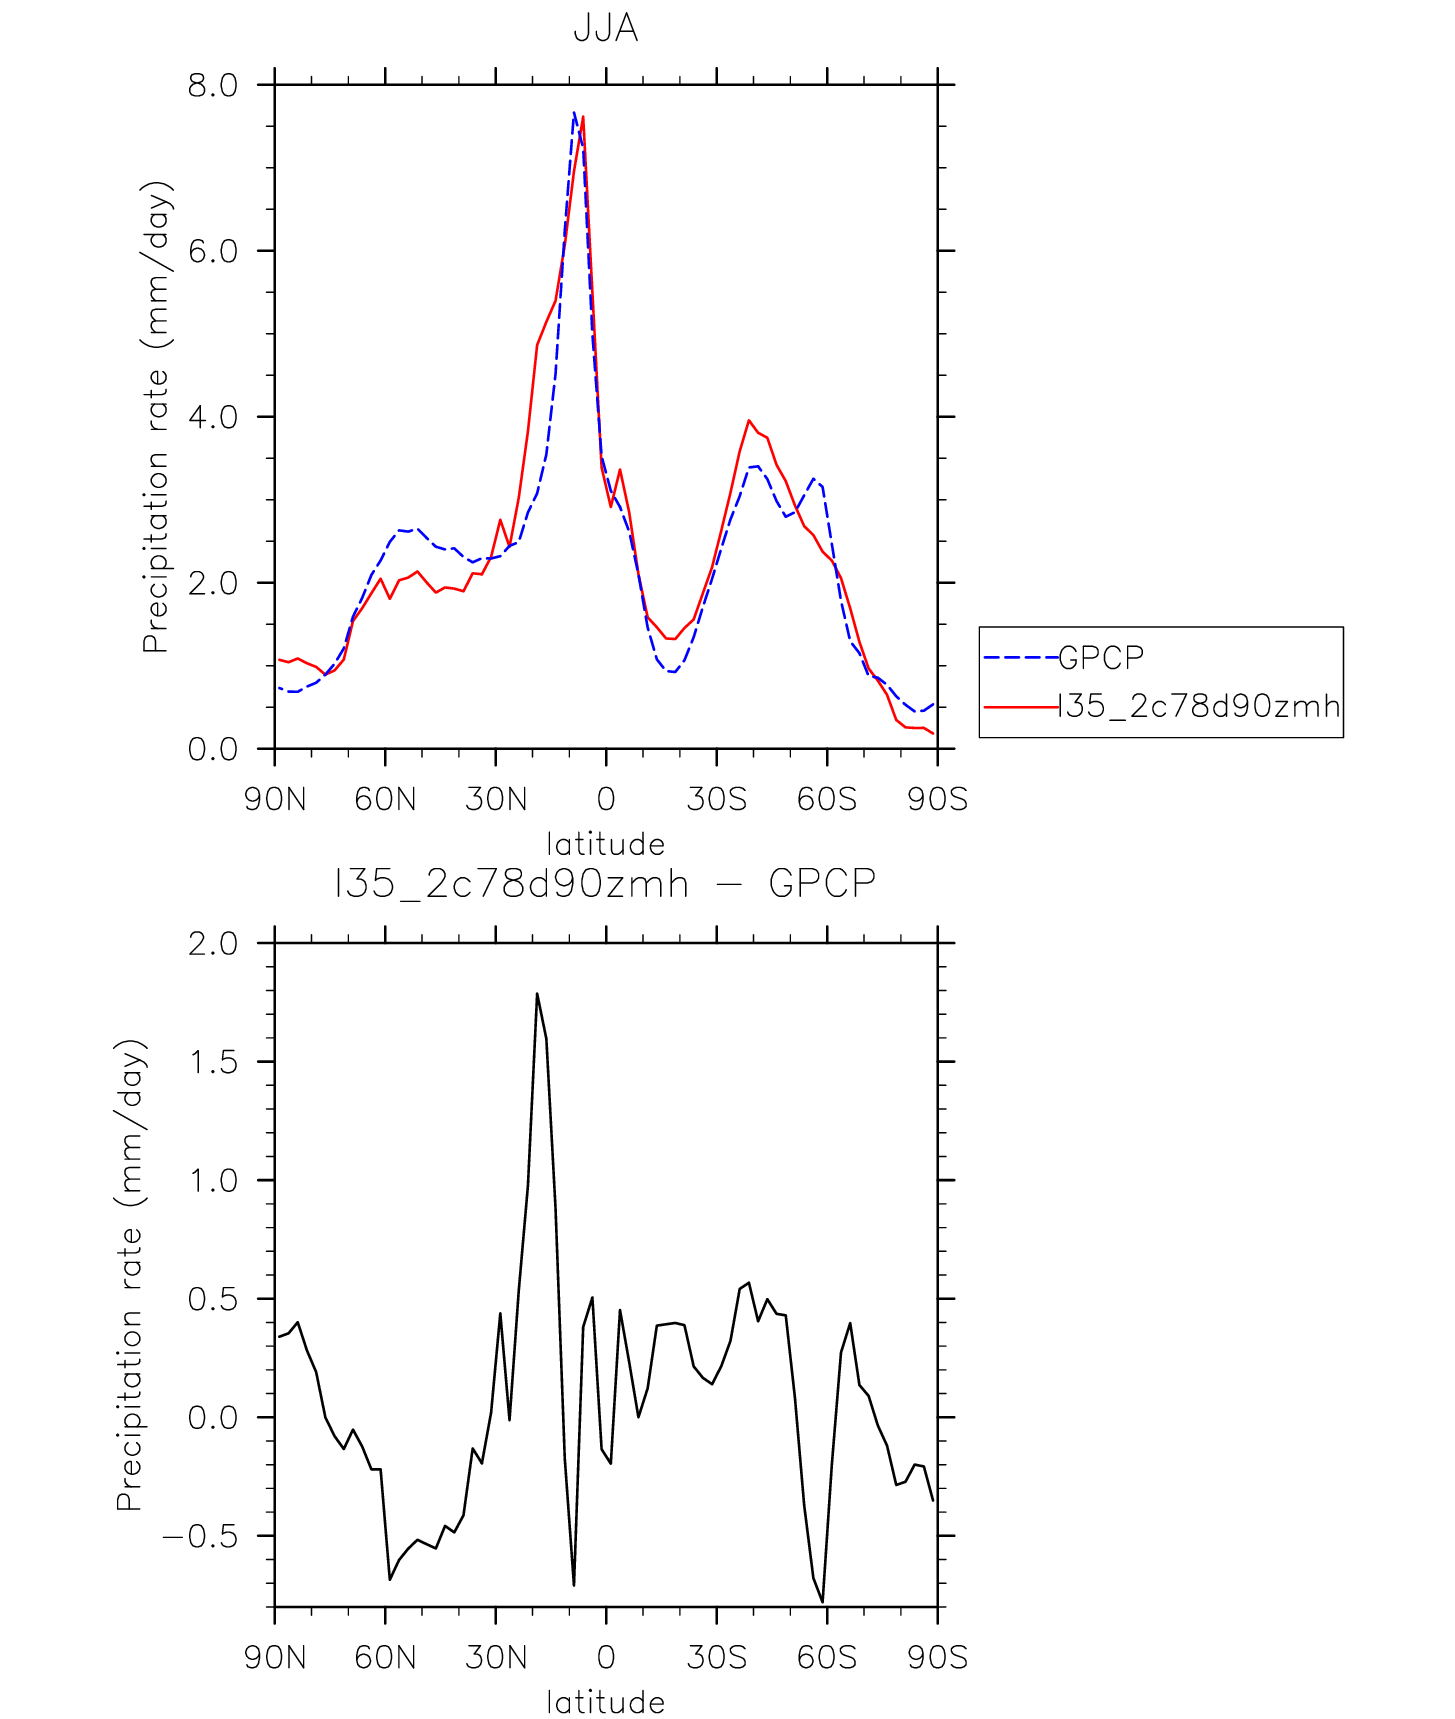 JJA
8.0
6.0
4.0
2.0
0.0
Precipitation rate (mm/day)
90N 60N 30N 0 30S 60S 90S
latitude
GPCP
I35_2c78d90zmh
I35_2c78d90zmh − GPCP
2.0
1.5
1.0
0.5
0.0
−0.5
Precipitation rate (mm/day)
90N 60N 30N 0 30S 60S 90S
latitude